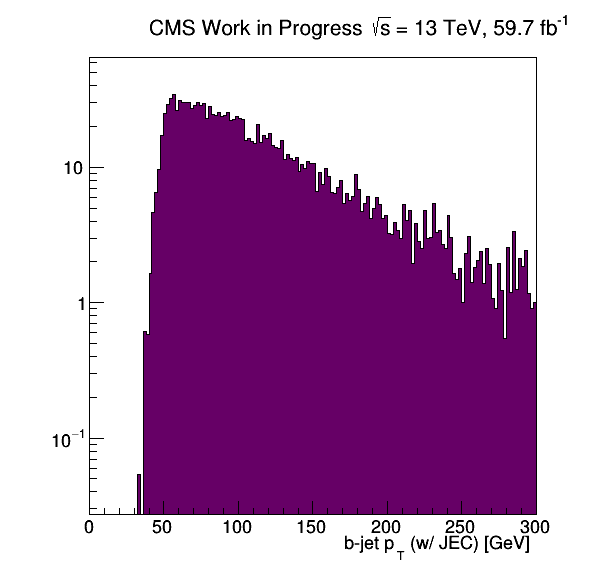 CMS Work in Progress √s = 13 TeV, 59.7 fb⁻¹
10
1
10⁻¹
0 50 100 150 200 250 300
b-jet p_T (w/ JEC) [GeV]